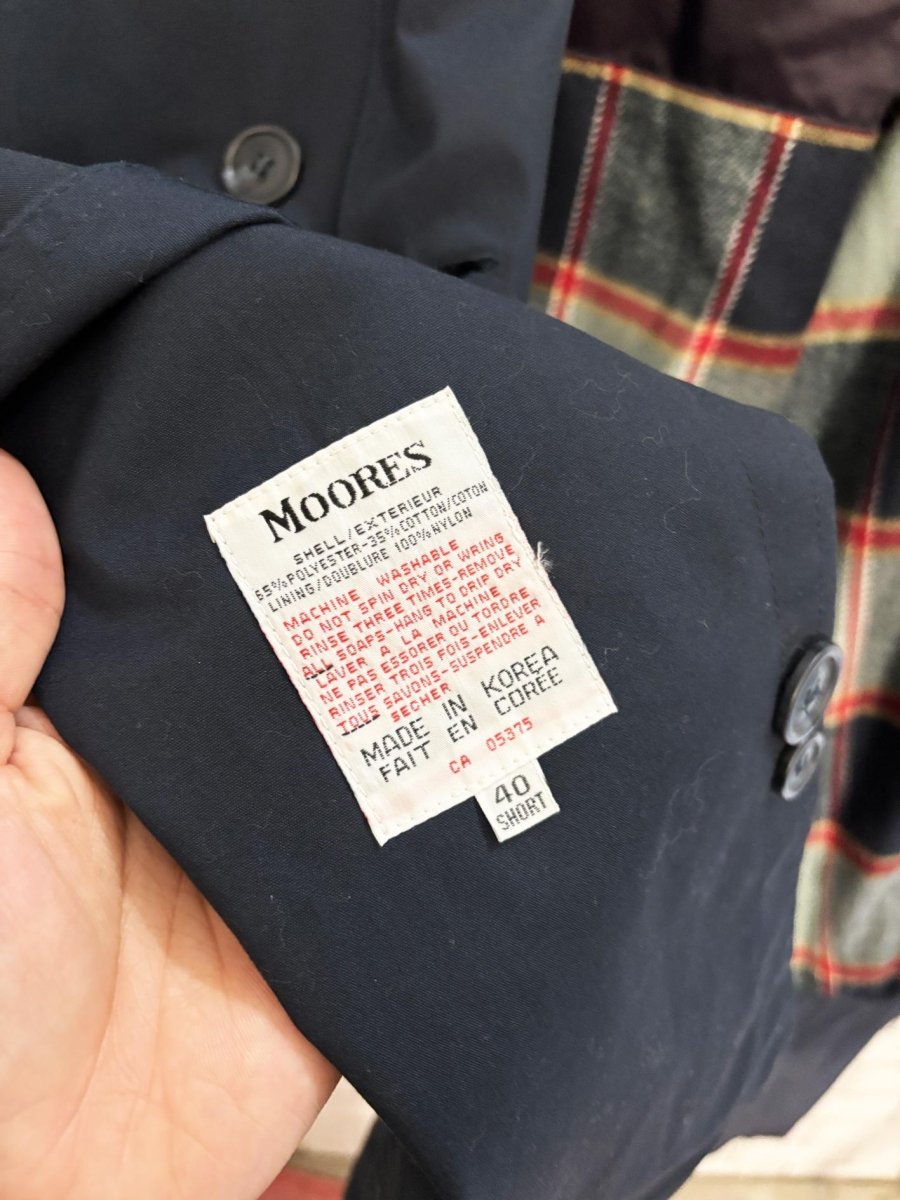 MOORES
SHELL/EXTERIEUR
65% POLYESTER-35% COTTON/COTON
LINING/DOUBLURE 100% NYLON
MACHINE WASHABLE
DO NOT SPIN DRY OR WRING
RINSE THREE TIMES-REMOVE
ALL SOAPS-HANG TO DRIP DRY
LAVER A LA MACHINE
NE PAS ESSORER OU TORDRE
RINSER TROIS FOIS-ENLEVER
TOUS SAVONS-SUSPENDRE A
SECHER
MADE IN KOREA
FAIT EN CORÉE
CA 05375
40
SHORT